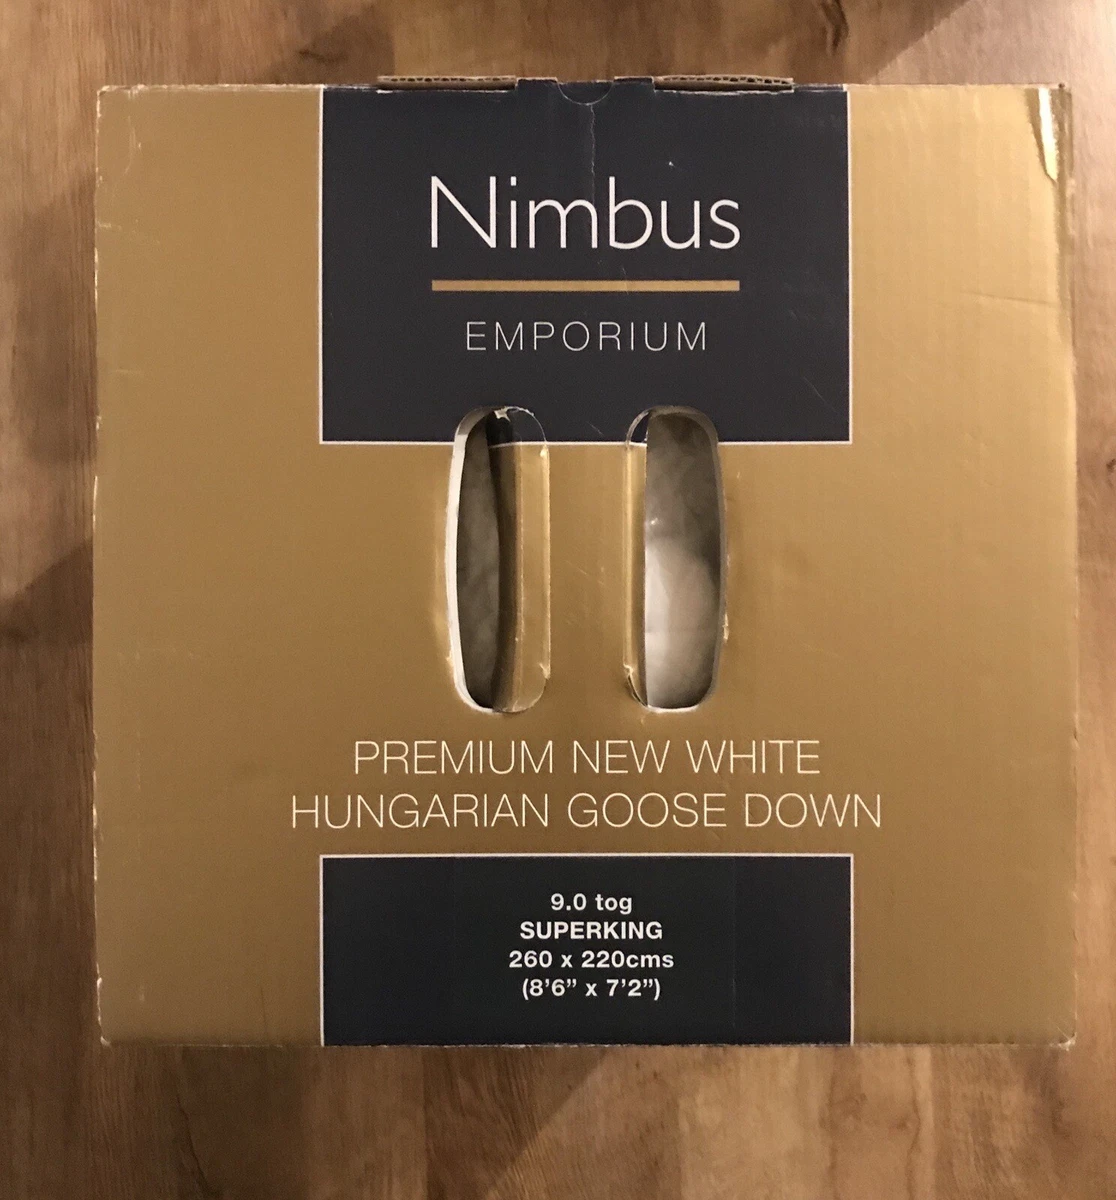 Nimbus
EMPORIUM
PREMIUM NEW WHITE
HUNGARIAN GOOSE DOWN
9.0 tog
SUPERKING
260 x 220cms
(8’6” x 7’2”)